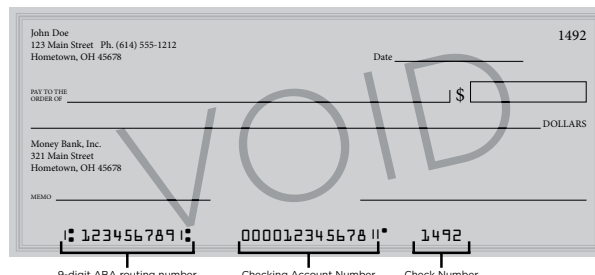 John Doe
1492
123 Main Street Ph. (614) 555-1212
Hometown, OH 45678
Date
PAY TO THE
ORDER OF
$
DOLLARS
VOID
Money Bank, Inc.
321 Main Street
Hometown, OH 45678
MEMO
⑆123456789⑆ 000012345678⑈ 1492
9-digit ABA routing number Checking Account Number Check Number